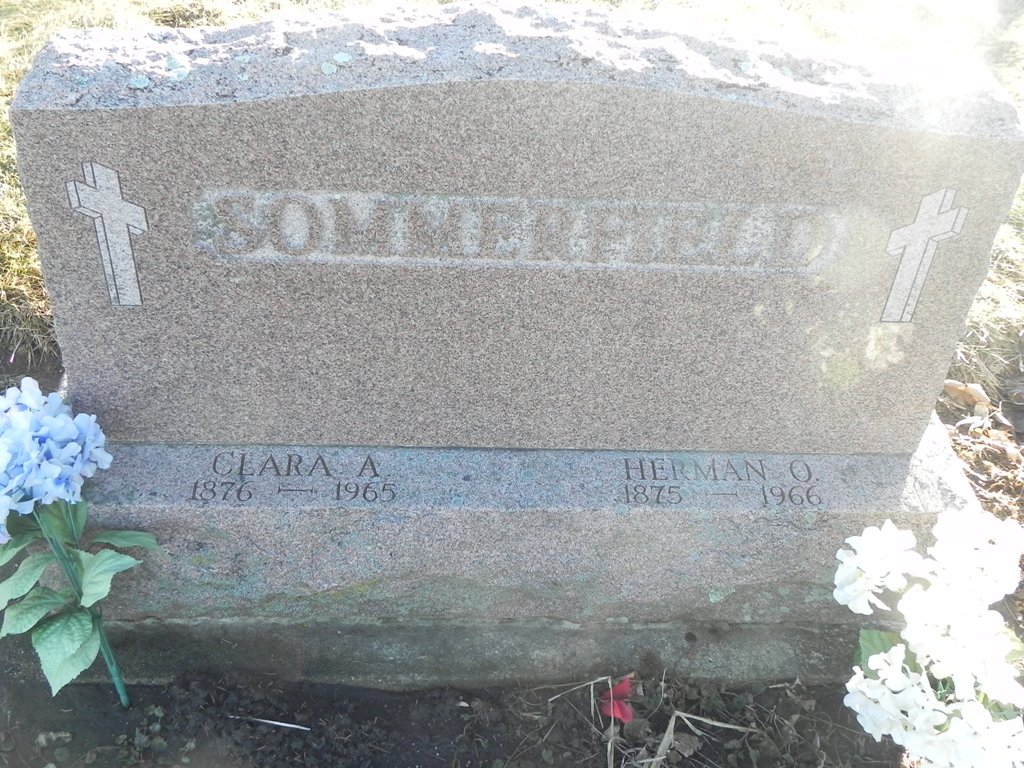 SOMMERFIELD
CLARA A.
1876 — 1965
HERMAN O.
1875 — 1966